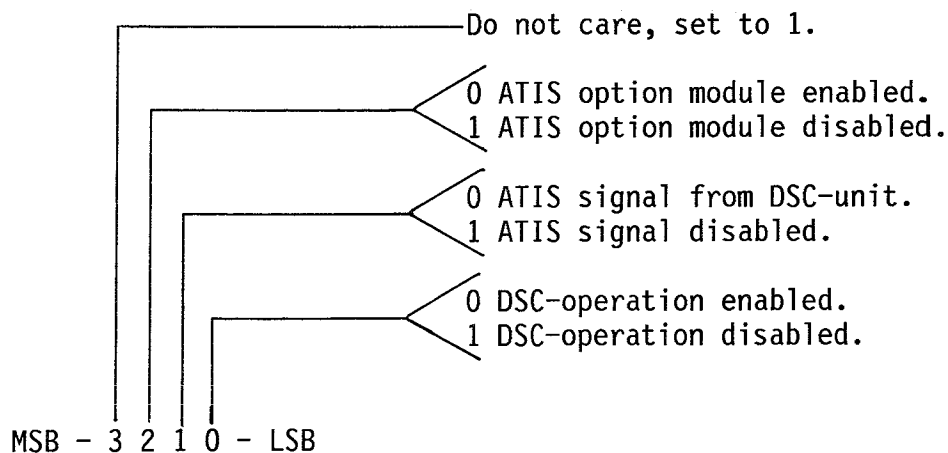 Do not care, set to 1.
0 ATIS option module enabled.
1 ATIS option module disabled.
0 ATIS signal from DSC-unit.
1 ATIS signal disabled.
0 DSC-operation enabled.
1 DSC-operation disabled.
MSB - 3 2 1 0 - LSB